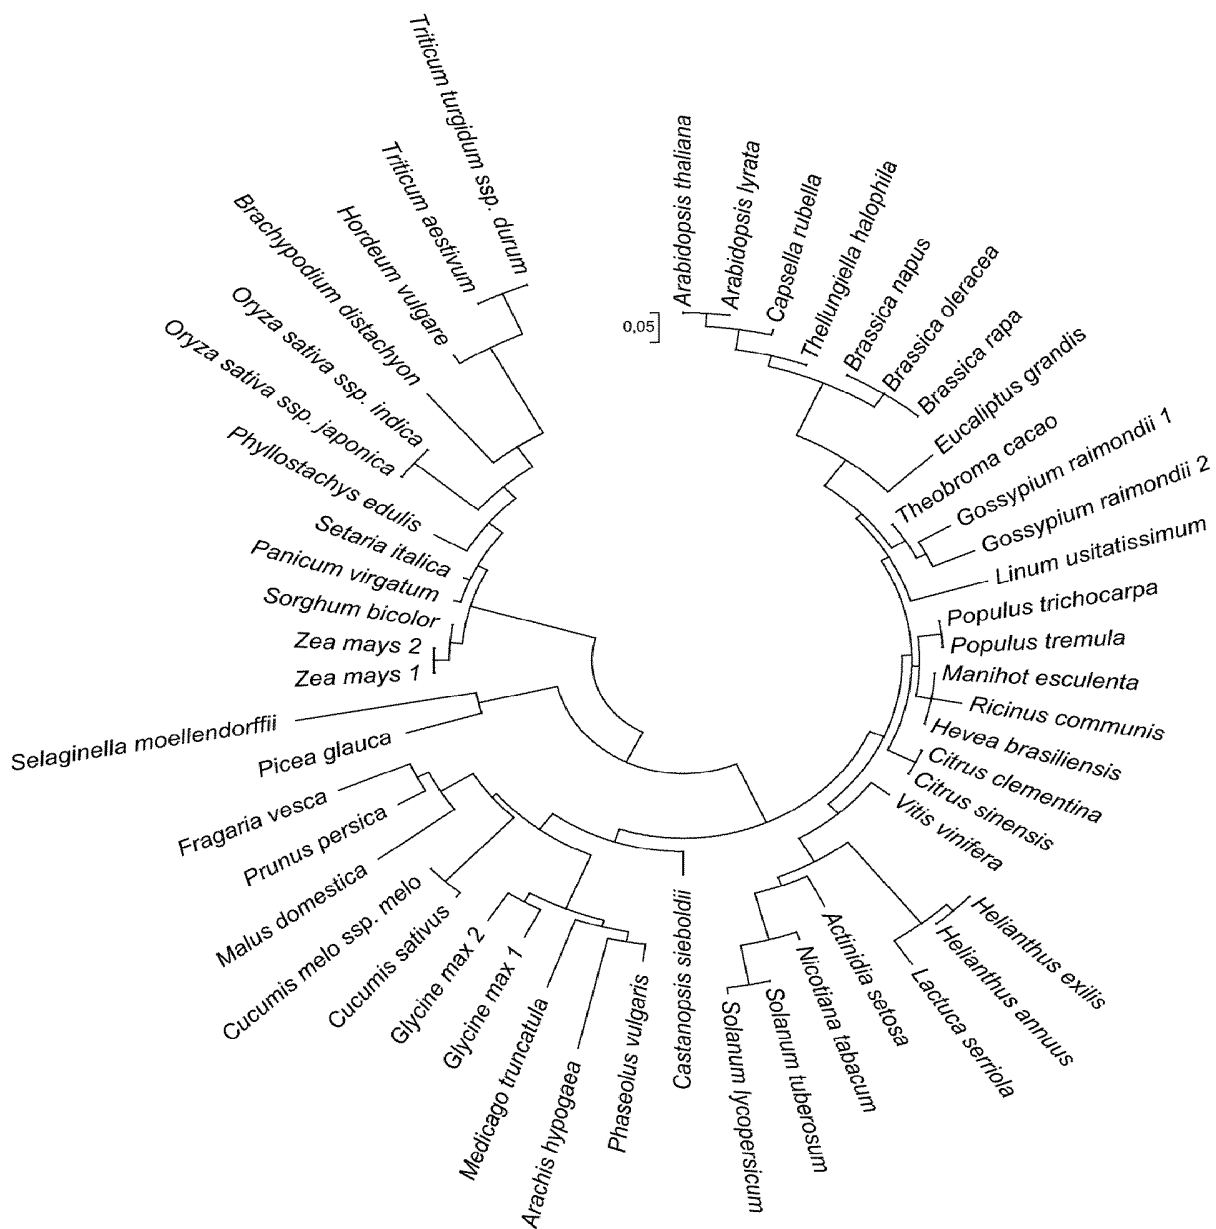 Triticum turgidum ssp. durum
Triticum aestivum
Hordeum vulgare
Brachypodium distachyon
Oryza sativa ssp. indica
Oryza sativa ssp. japonica
Phyllostachys edulis
Setaria italica
Panicum virgatum
Sorghum bicolor
Zea mays 2
Zea mays 1
Selaginella moellendorffii
Picea glauca
Fragaria vesca
Prunus persica
Malus domestica
Cucumis melo ssp. melo
Cucumis sativus
Glycine max 2
Glycine max 1
Medicago truncatula
Arachis hypogaea
Phaseolus vulgaris
Castanopsis sieboldii
Solanum lycopersicum
Solanum tuberosum
Nicotiana tabacum
Actinidia setosa
Lactuca serriola
Helianthus annuus
Helianthus exilis
Vitis vinifera
Citrus sinensis
Citrus clementina
Hevea brasiliensis
Ricinus communis
Manihot esculenta
Populus tremula
Populus trichocarpa
Linum usitatissimum
Gossypium raimondii 2
Gossypium raimondii 1
Theobroma cacao
Eucaliptus grandis
Brassica rapa
Brassica oleracea
Brassica napus
Thellungiella halophila
Capsella rubella
Arabidopsis lyrata
Arabidopsis thaliana
0,05